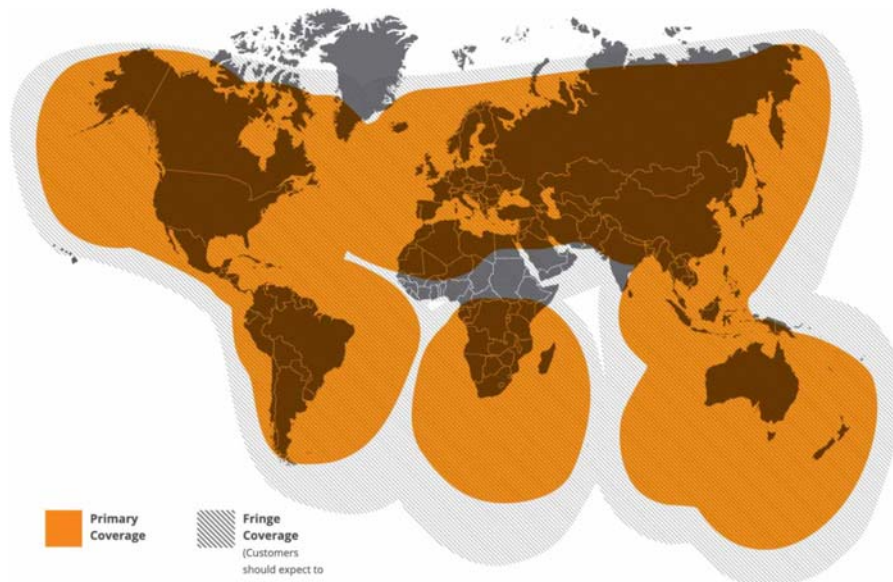 Primary
Coverage
Fringe
Coverage
(Customers
should expect to